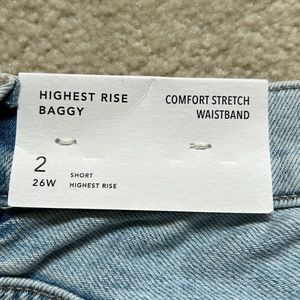 HIGHEST RISE
BAGGY
COMFORT STRETCH
WAISTBAND
2
26W
SHORT
HIGHEST RISE